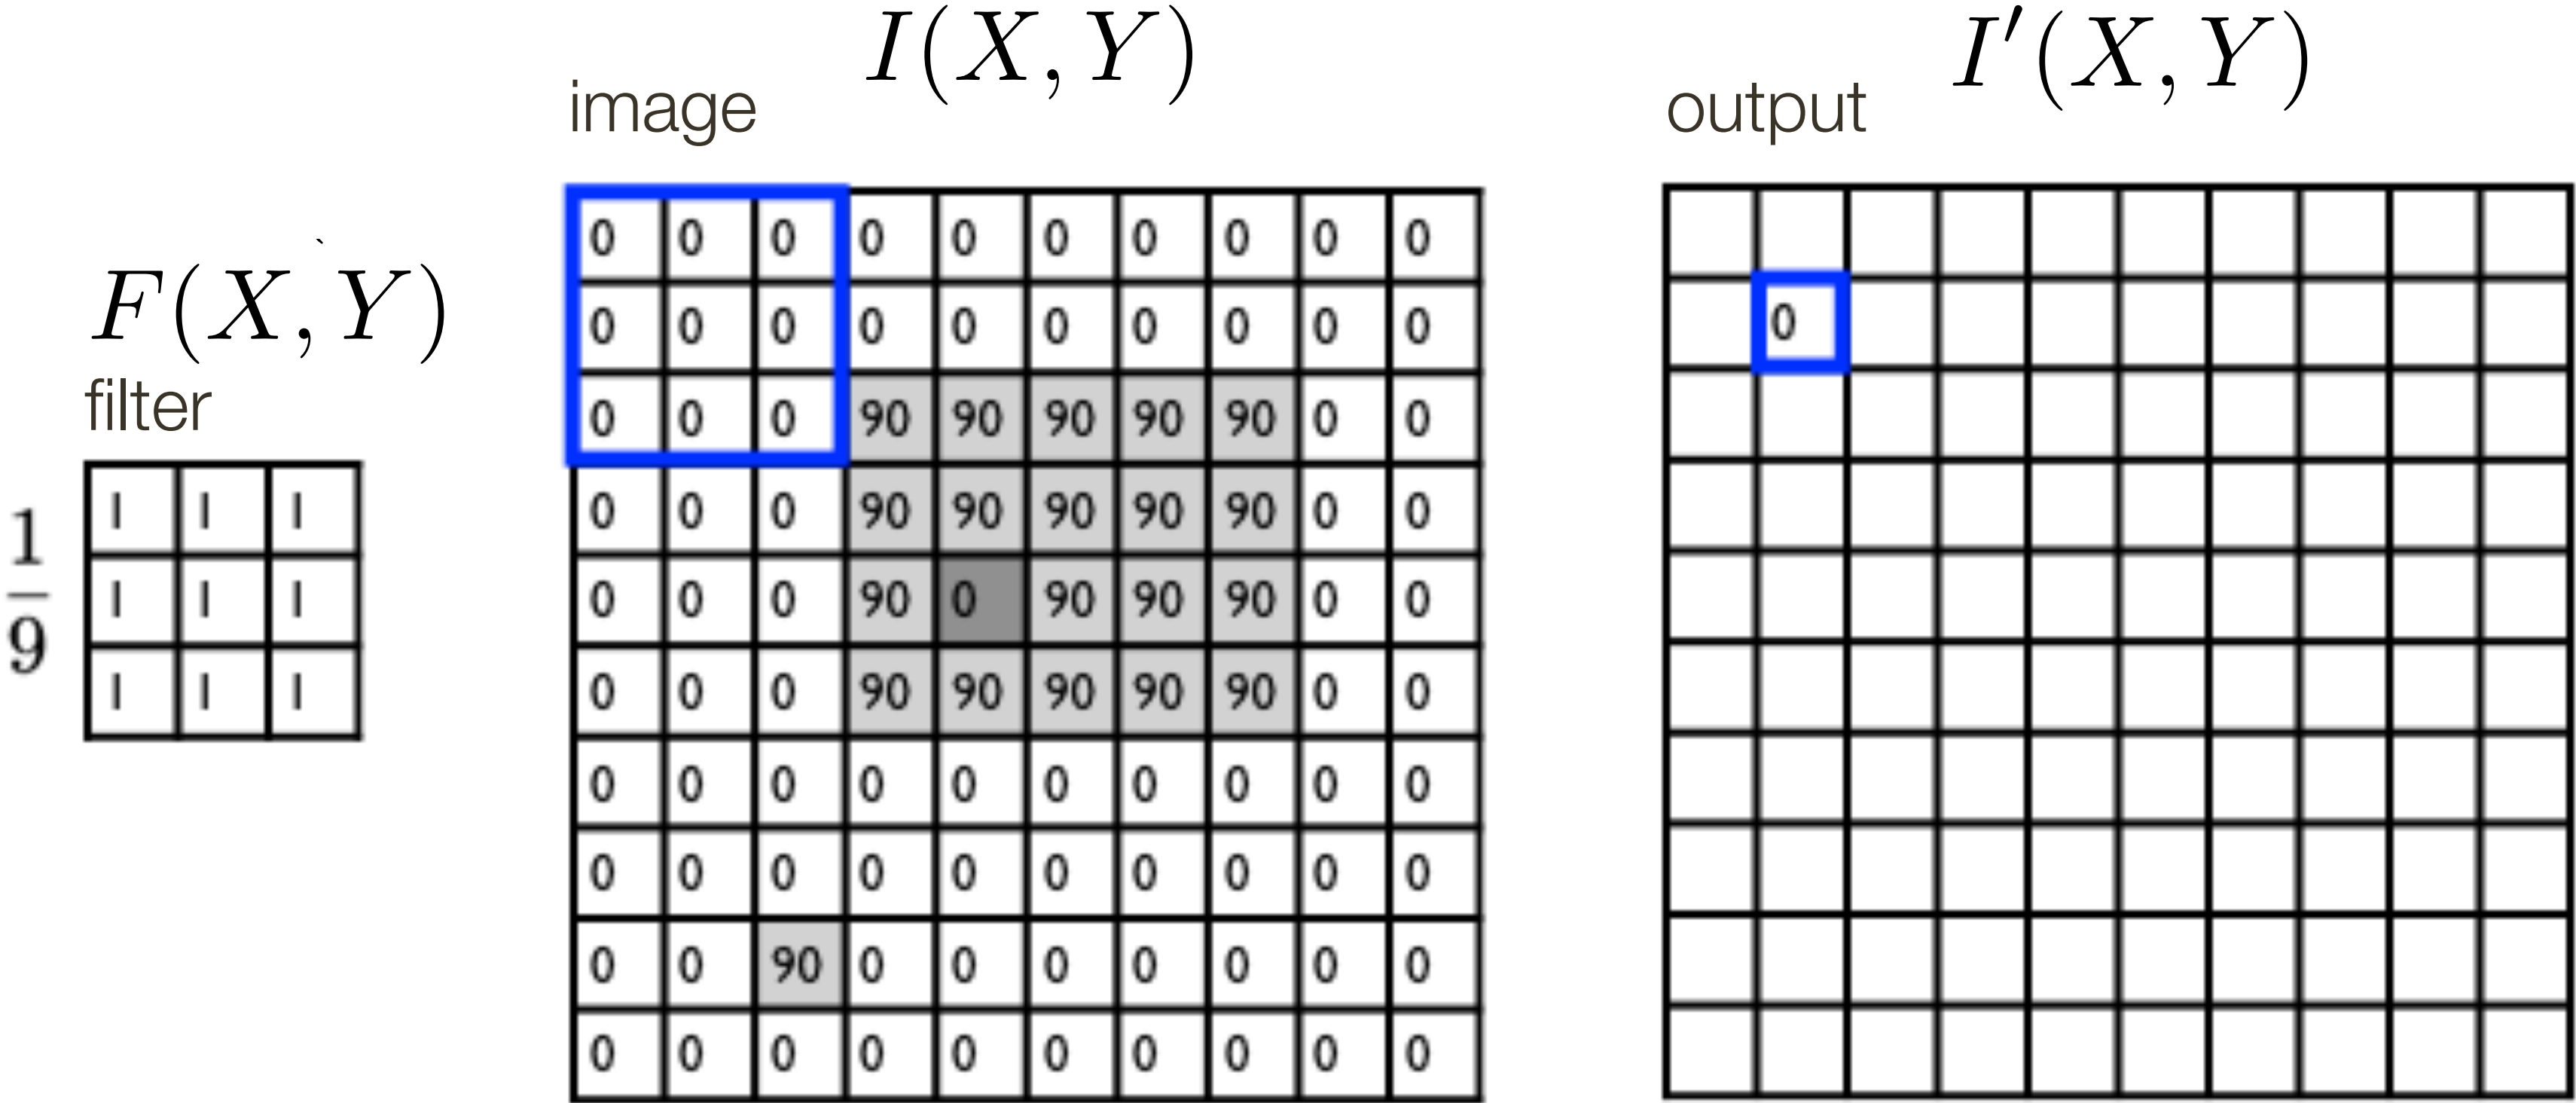 I(X, Y)
I′(X, Y)
image
output
F(X, Y)
filter
1
9
1 1 1
1 1 1
1 1 1
0 0 0 0 0 0 0 0 0 0
0 0 0 0 0 0 0 0 0 0
0 0 0 90 90 90 90 90 0 0
0 0 0 90 90 90 90 90 0 0
0 0 0 90 0 90 90 90 0 0
0 0 0 90 90 90 90 90 0 0
0 0 0 0 0 0 0 0 0 0
0 0 0 0 0 0 0 0 0 0
0 0 90 0 0 0 0 0 0 0
0 0 0 0 0 0 0 0 0 0
0